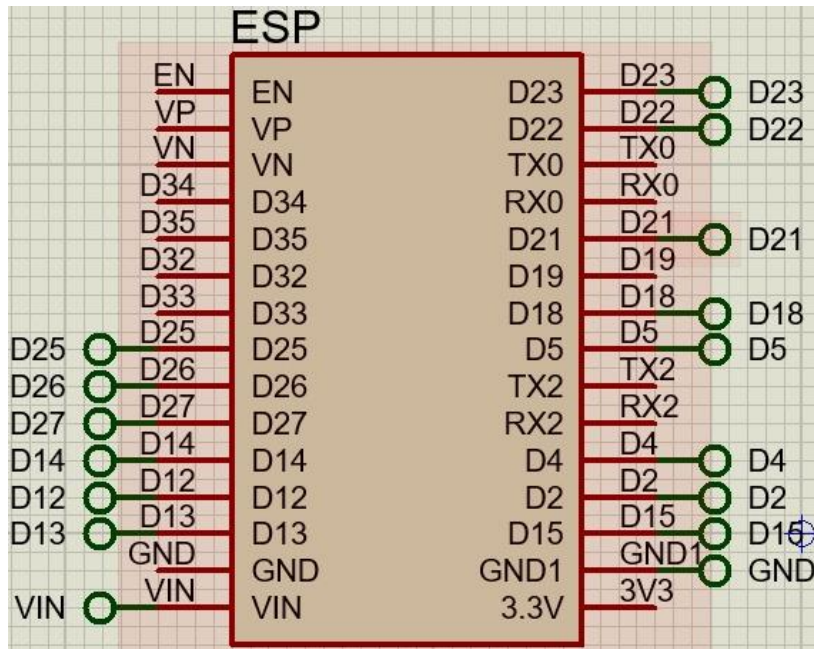 ESP
EN EN D23 D23 D23
VP VP D22 D22 D22
VN VN TX0 TX0
D34 D34 RX0 RX0
D35 D35 D21 D21 D21
D32 D32 D19 D19
D33 D33 D18 D18 D18
D25 D25 D25 D5 D5 D5
D26 D26 D26 TX2 TX2
D27 D27 D27 RX2 RX2
D14 D14 D14 D4 D4 D4
D12 D12 D12 D2 D2 D2
D13 D13 D13 D15 D15 D15
GND GND GND1 GND1 GND
VIN VIN VIN 3.3V 3V3